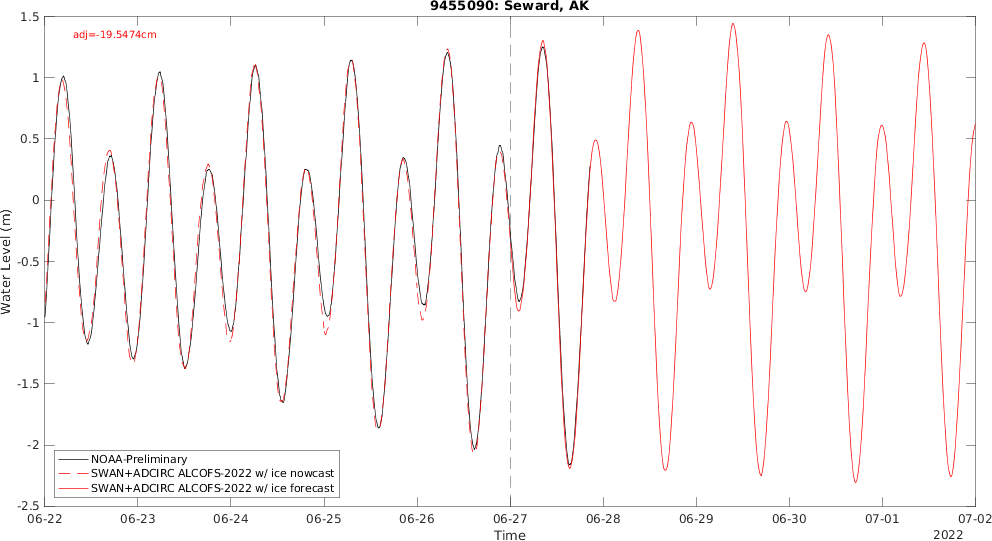 9455090: Seward, AK
adj=-19.5474cm
Water Level (m)
1.5
1
0.5
0
-0.5
-1
-1.5
-2
-2.5
NOAA-Preliminary
SWAN+ADCIRC ALCOFS-2022 w/ ice nowcast
SWAN+ADCIRC ALCOFS-2022 w/ ice forecast
06-22 06-23 06-24 06-25 06-26 06-27 06-28 06-29 06-30 07-01 07-02
Time
2022